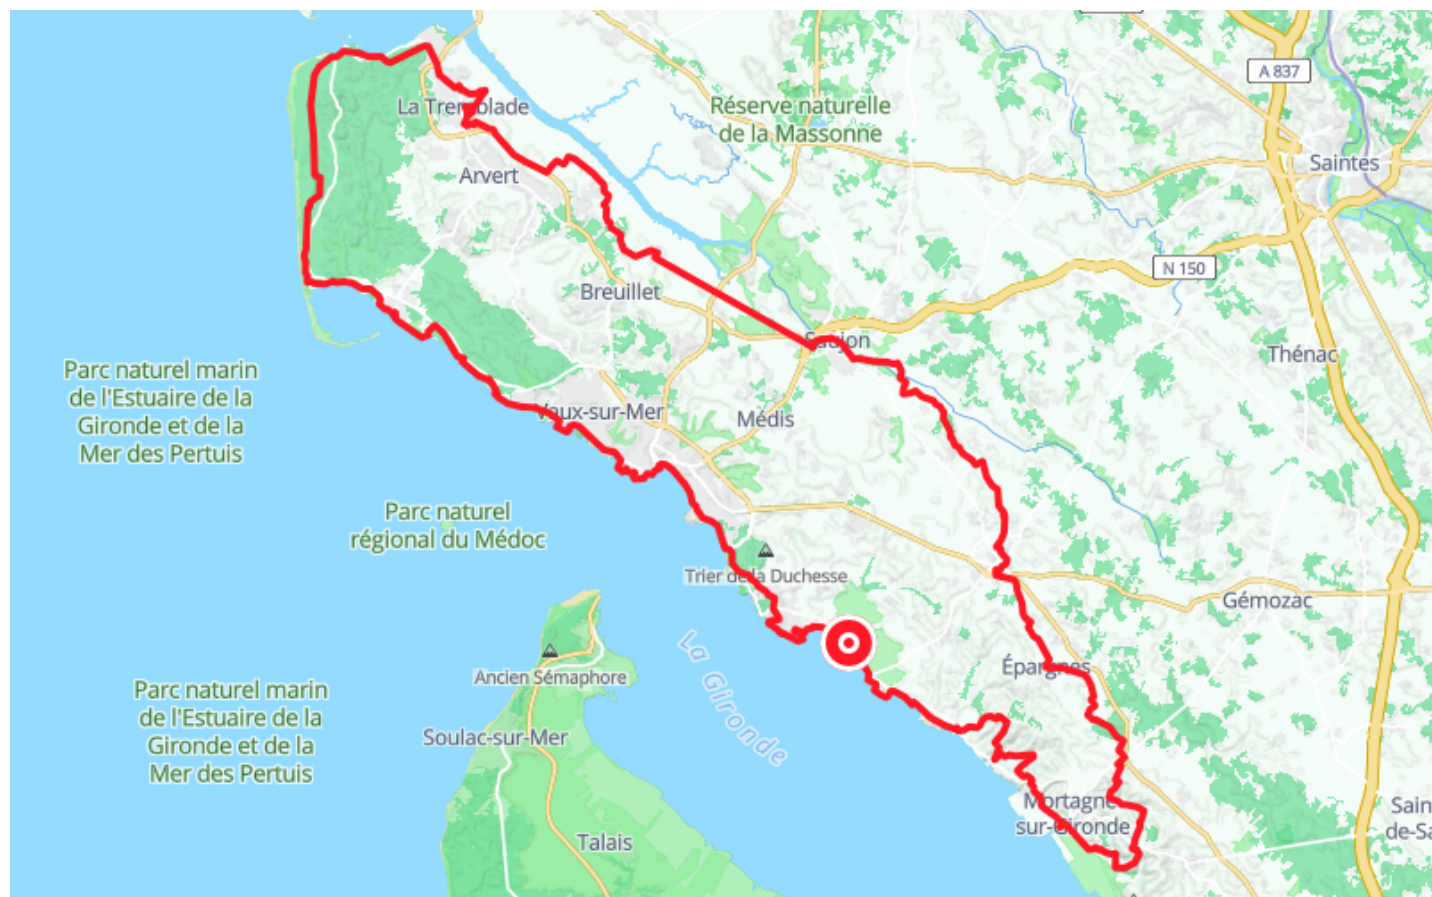 A 837
La Tremblade
Réserve naturelle
de la Massonne
Saintes
Arvert
N 150
Breuillet
Saujon
Thénac
Parc naturel marin
de l'Estuaire de la
Gironde et de la
Mer des Pertuis
Vaux-sur-Mer
Médis
Parc naturel
régional du Médoc
Trier de la Duchesse
Gémozac
La Gironde
Ancien Sémaphore
Épargnes
Parc naturel marin
de l'Estuaire de la
Gironde et de la
Mer des Pertuis
Soulac-sur-Mer
Mortagne-
sur-Gironde
Sain
de-Sa
Talais